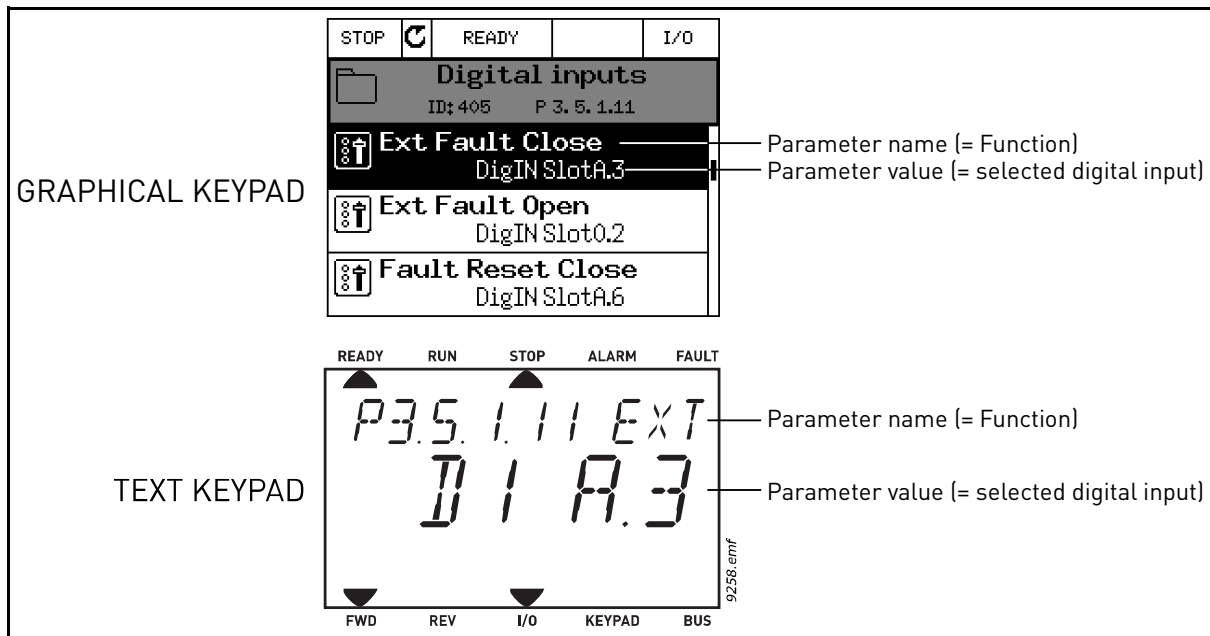 STOP READY I/O
Digital inputs
ID:405 P 3.5.1.11
Ext Fault Close
DigIN SlotA.3
Ext Fault Open
DigIN Slot0.2
Fault Reset Close
DigIN SlotA.6
GRAPHICAL KEYPAD
Parameter name (= Function)
Parameter value (= selected digital input)
READY RUN STOP ALARM FAULT
P3.5.1.11 EXT
DI A.3
FWD REV I/O KEYPAD BUS
TEXT KEYPAD
Parameter name (= Function)
Parameter value (= selected digital input)
9258.emf